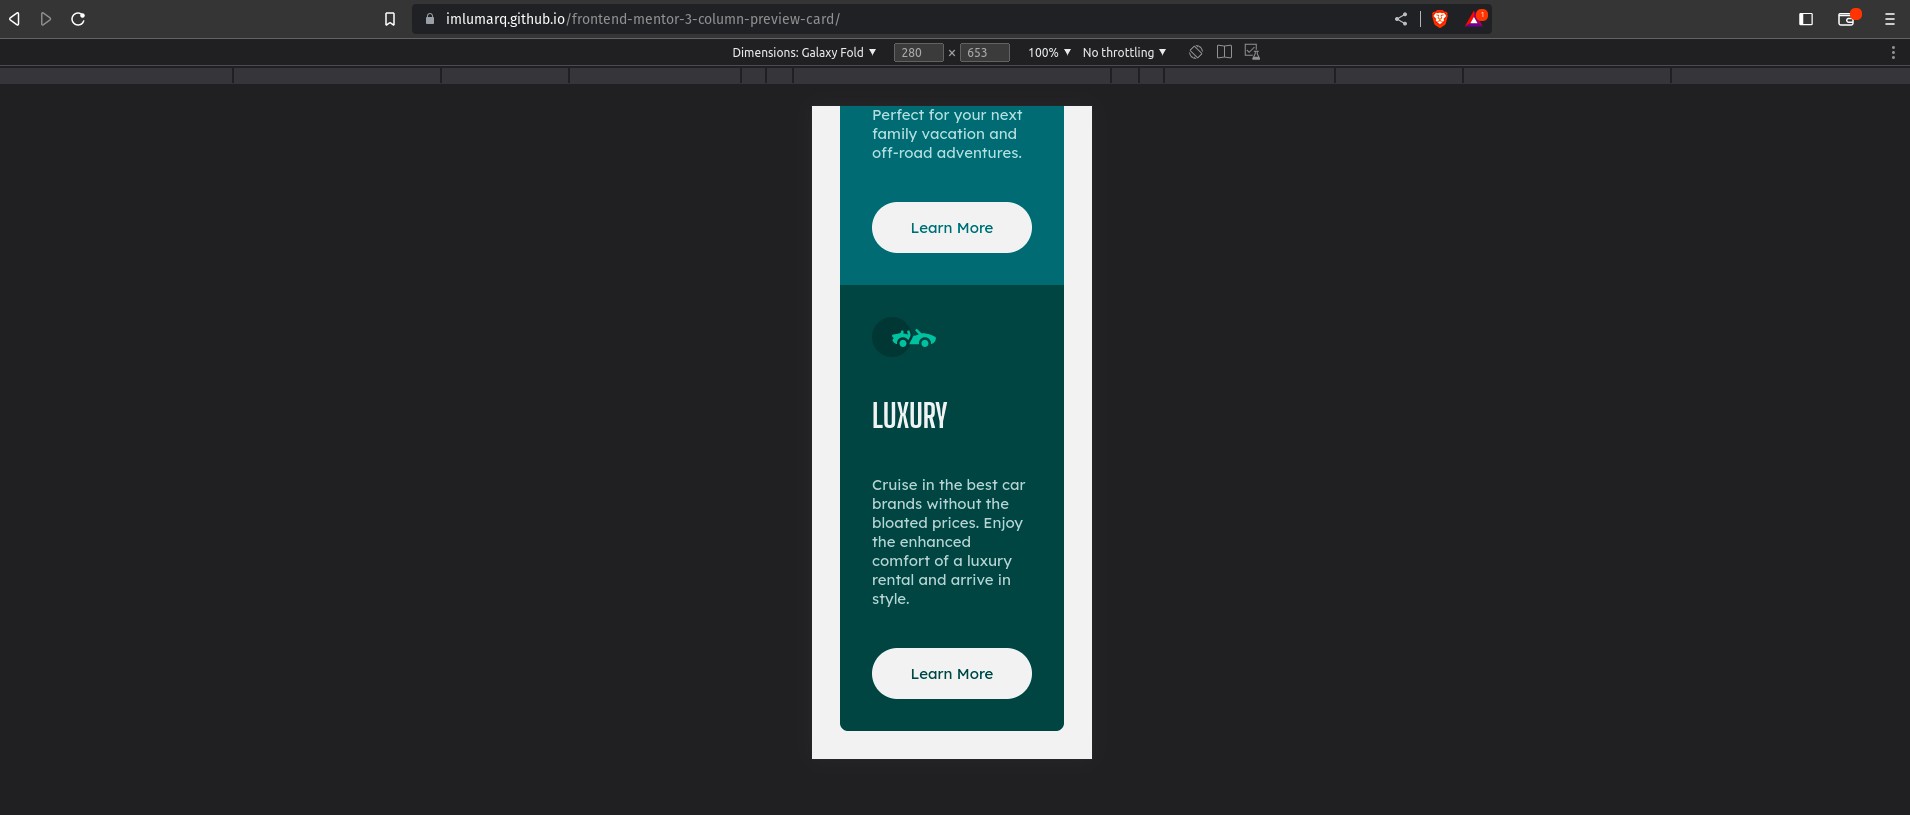 imlumarq.github.io/frontend-mentor-3-column-preview-card/
1
Dimensions: Galaxy Fold 280 × 653 100% No throttling
Perfect for your next
family vacation and
off-road adventures.
Learn More
LUXURY
Cruise in the best car
brands without the
bloated prices. Enjoy
the enhanced
comfort of a luxury
rental and arrive in
style.
Learn More